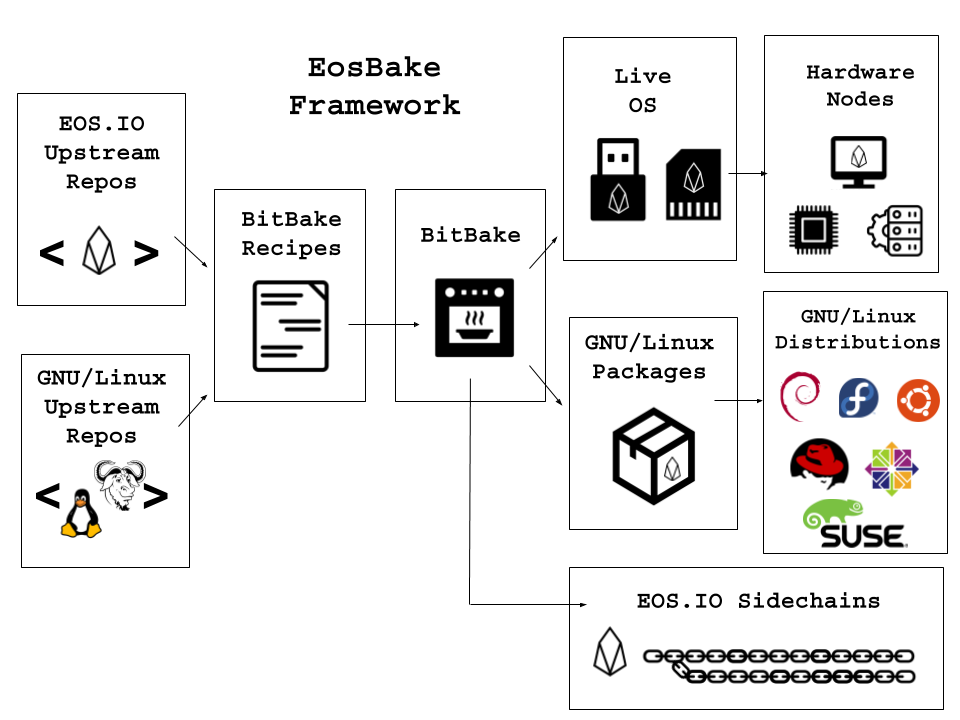 EosBake
Framework
EOS.IO
Upstream
Repos
< >
GNU/Linux
Upstream
Repos
< >
BitBake
Recipes
BitBake
Live
OS
Hardware
Nodes
GNU/Linux
Packages
GNU/Linux
Distributions
SUSE
EOS.IO Sidechains